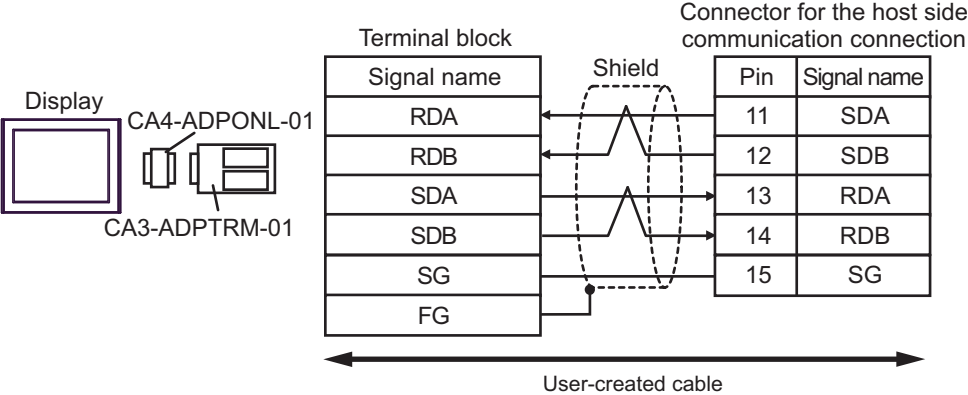 Connector for the host side
communication connection
Terminal block
Signal name
Shield
Pin
Signal name
Display
CA4-ADPONL-01
CA3-ADPTRM-01
RDA
11
SDA
RDB
12
SDB
SDA
13
RDA
SDB
14
RDB
SG
15
SG
FG
User-created cable